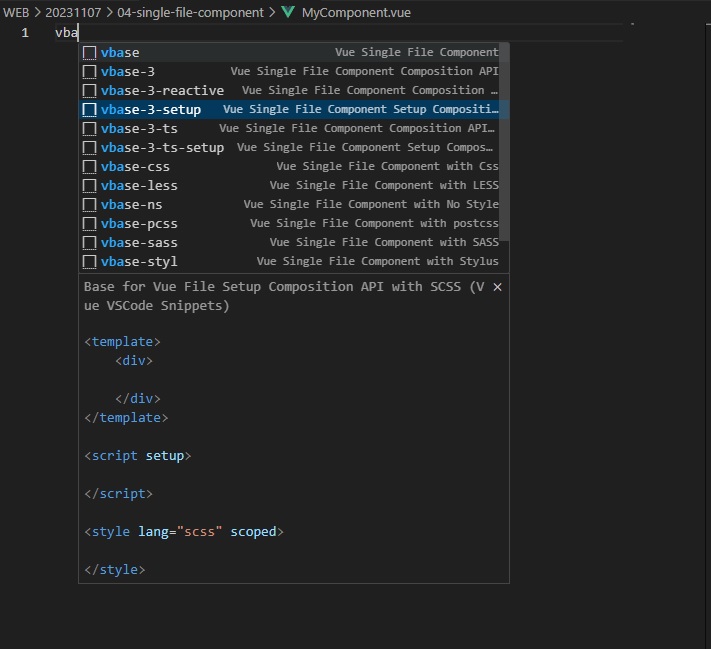 WEB > 20231107 > 04-single-file-component > MyComponent.vue
1 vba
vbase Vue Single File Component
vbase-3 Vue Single File Component Composition API
vbase-3-reactive Vue Single File Component Composition …
vbase-3-setup Vue Single File Component Setup Compositi…
vbase-3-ts Vue Single File Component Composition API…
vbase-3-ts-setup Vue Single File Component Setup Compos…
vbase-css Vue Single File Component with Css
vbase-less Vue Single File Component with LESS
vbase-ns Vue Single File Component with No Style
vbase-pcss Vue Single File Component with postcss
vbase-sass Vue Single File Component with SASS
vbase-styl Vue Single File Component with Stylus
Base for Vue File Setup Composition API with SCSS (V
ue VSCode Snippets)
<template>
<div>
</div>
</template>
<script setup>
</script>
<style lang="scss" scoped>
</style>